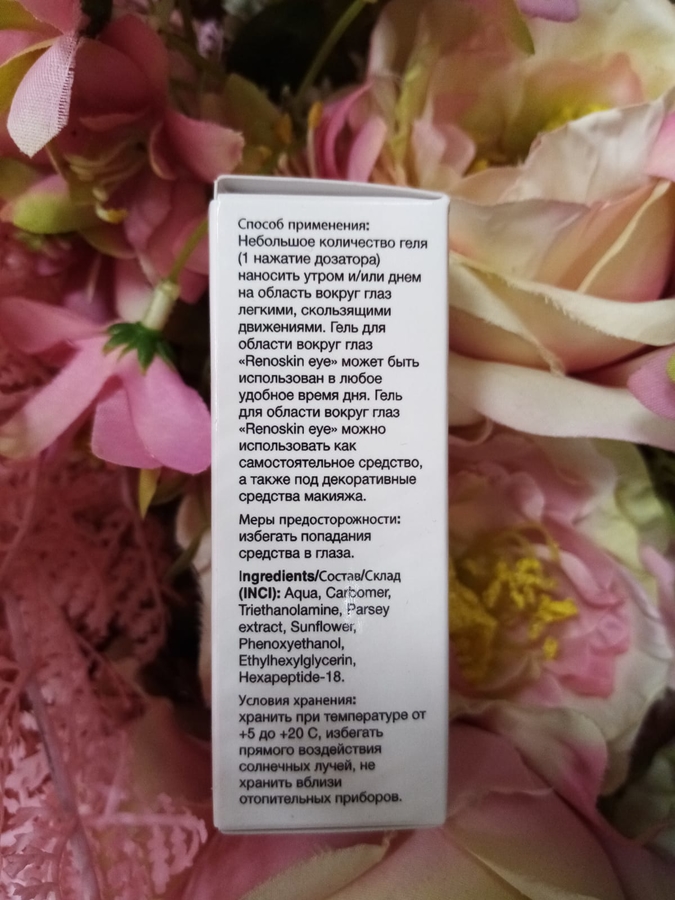 Способ применения:
Небольшое количество геля
(1 нажатие дозатора)
наносить утром и/или днем
на область вокруг глаз
легкими, скользящими
движениями. Гель для
области вокруг глаз
«Renoskin eye» может быть
использован в любое
удобное время дня. Гель
для области вокруг глаз
«Renoskin eye» можно
использовать как
самостоятельное средство,
а также под декоративные
средства макияжа.
Меры предосторожности:
избегать попадания
средства в глаза.
Ingredients/Состав/Склад
(INCI): Aqua, Carbomer,
Triethanolamine, Parsey
extract, Sunflower,
Phenoxyethanol,
Ethylhexylglycerin,
Hexapeptide-18.
Условия хранения:
хранить при температуре от
+5 до +20 С, избегать
прямого воздействия
солнечных лучей, не
хранить вблизи
отопительных приборов.